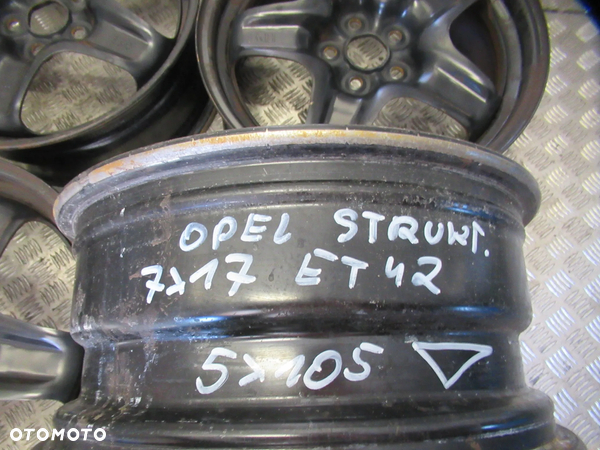 OPEL STRUKT.
7x17 ET 42
5x105
OTOMOTO